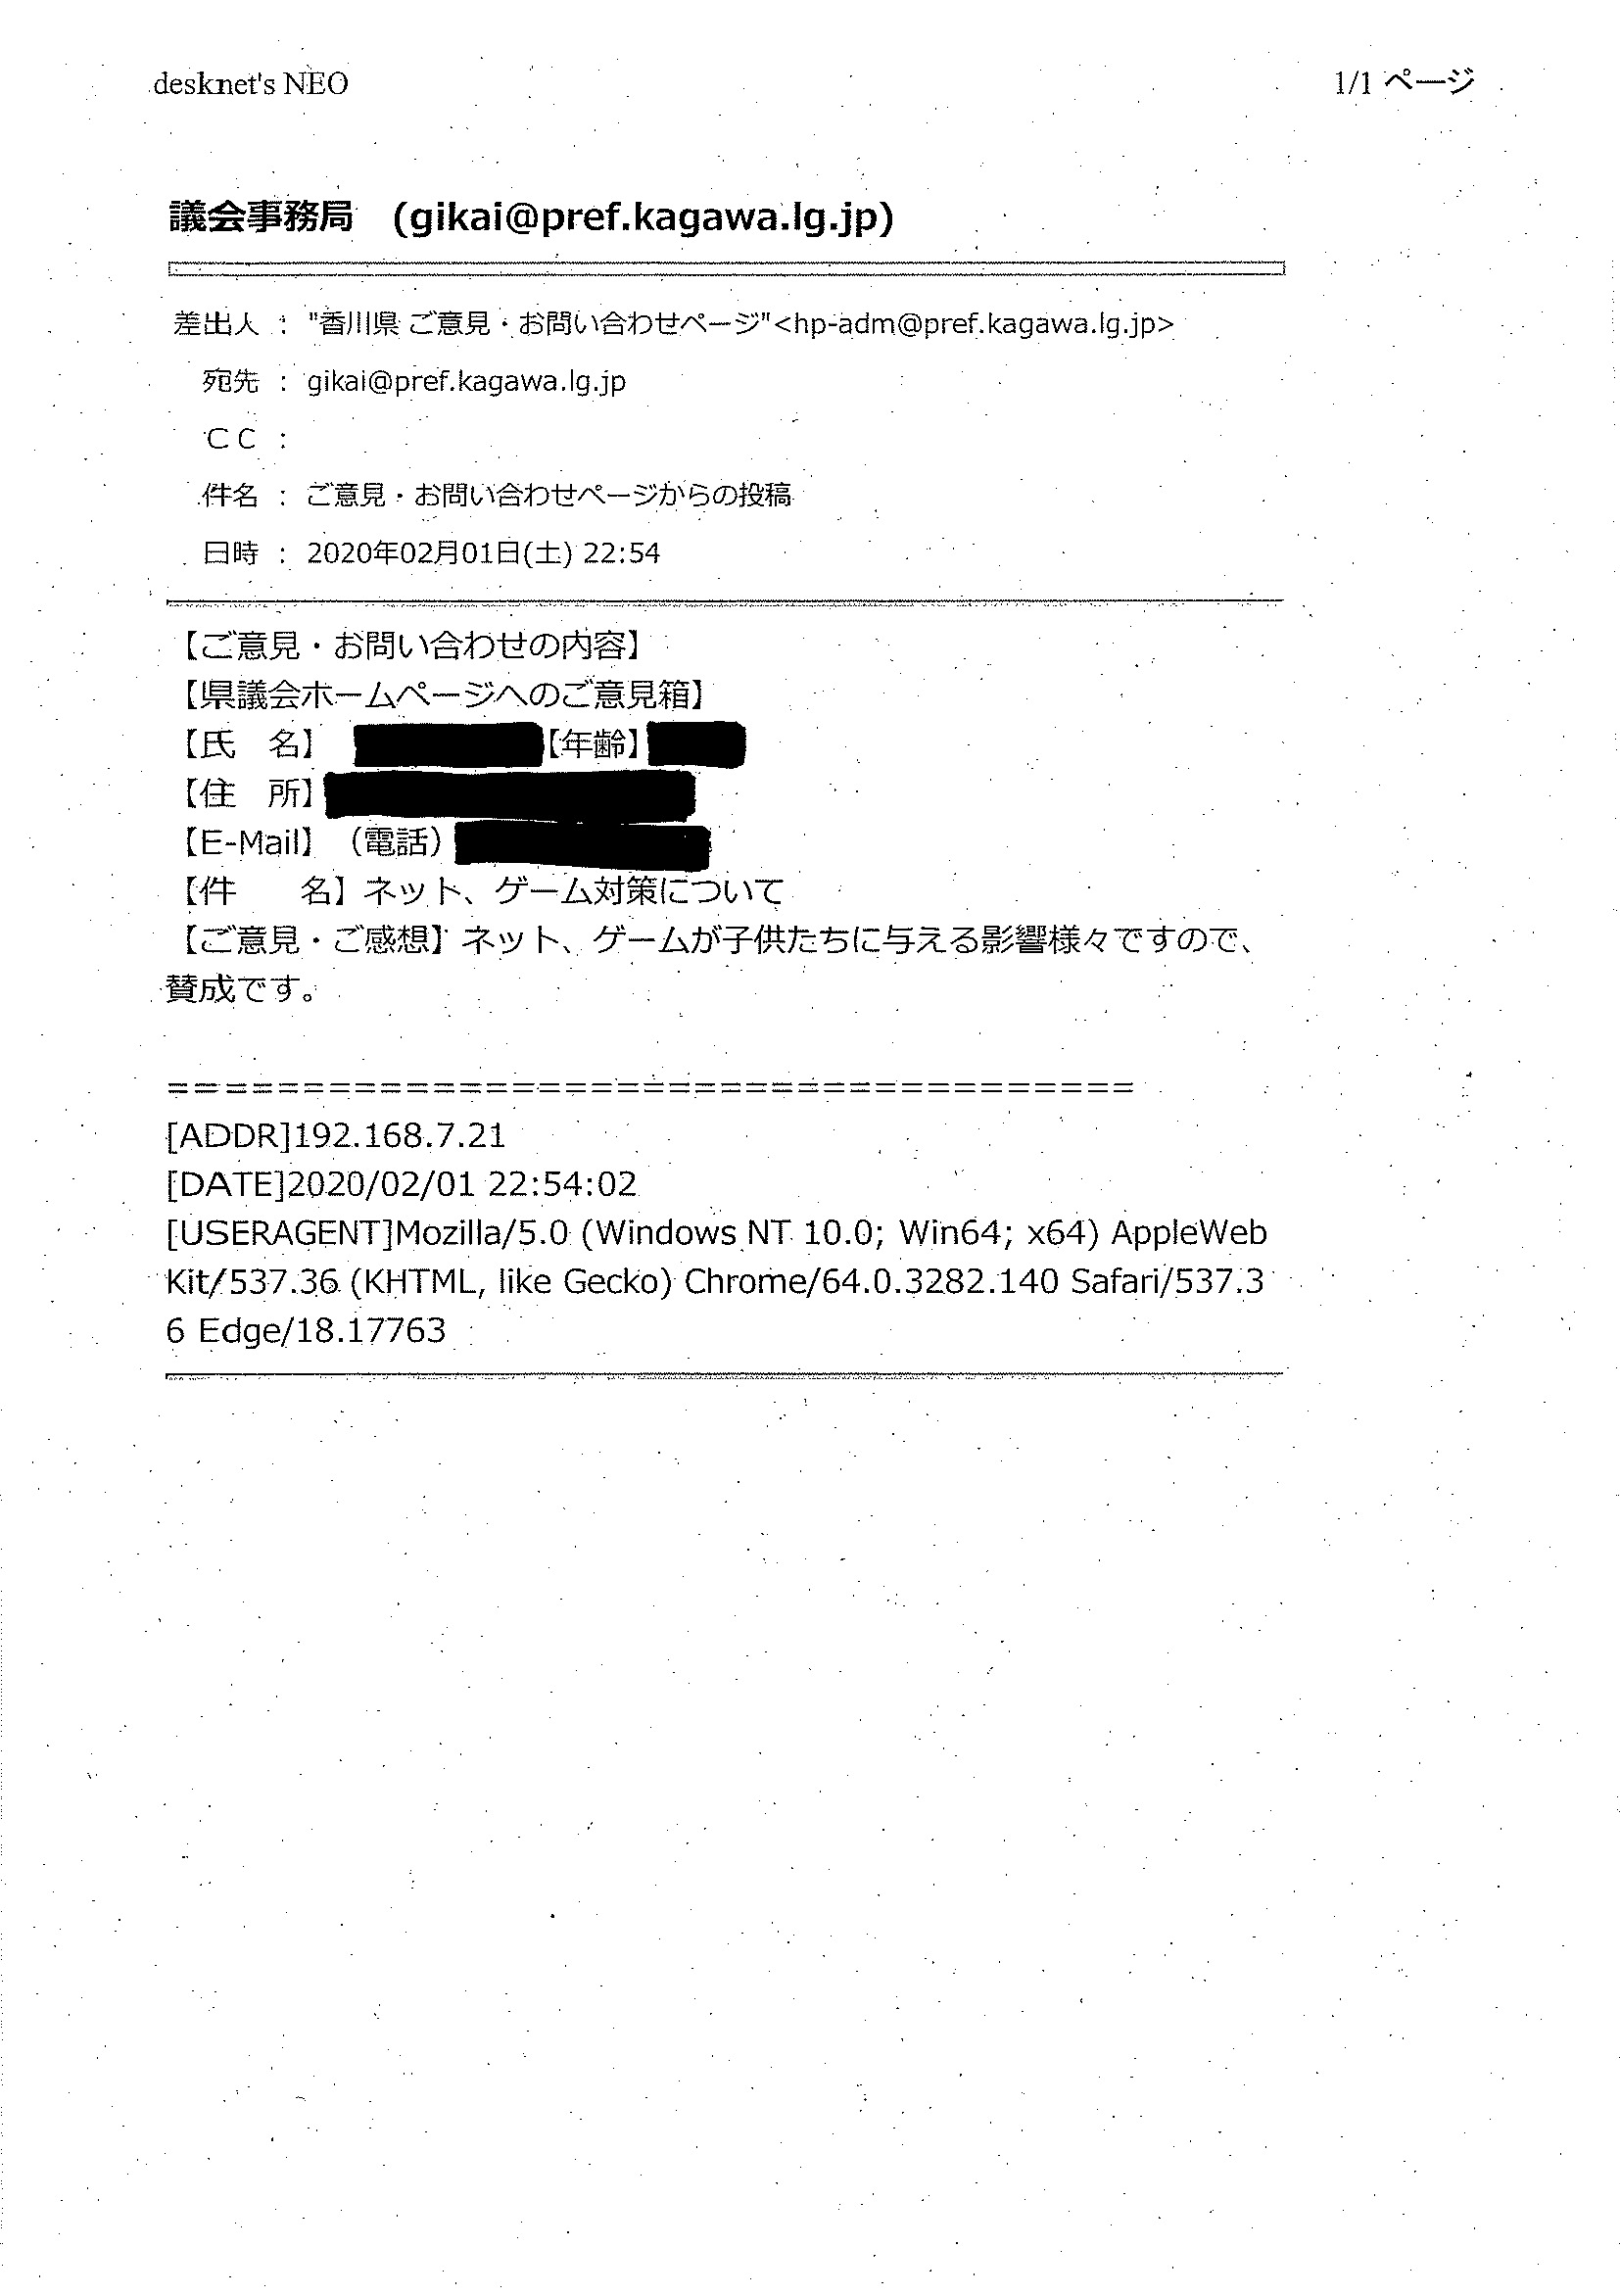 desknet's NEO
1/1 ページ
議会事務局 (gikai@pref.kagawa.lg.jp)
差出人 : "香川県 ご意見・お問い合わせページ"<hp-adm@pref.kagawa.lg.jp>
宛先 : gikai@pref.kagawa.lg.jp
ＣＣ :
件名 : ご意見・お問い合わせページからの投稿
日時 : 2020年02月01日(土) 22:54
【ご意見・お問い合わせの内容】
【県議会ホームページへのご意見箱】
【氏　名】 【年齢】
【住　所】
【E-Mail】（電話）
【件　　名】ネット、ゲーム対策について
【ご意見・ご感想】ネット、ゲームが子供たちに与える影響様々ですので、
賛成です。
======================================
[ADDR]192.168.7.21
[DATE]2020/02/01 22:54:02
[USERAGENT]Mozilla/5.0 (Windows NT 10.0; Win64; x64) AppleWeb
Kit/537.36 (KHTML, like Gecko) Chrome/64.0.3282.140 Safari/537.3
6 Edge/18.17763